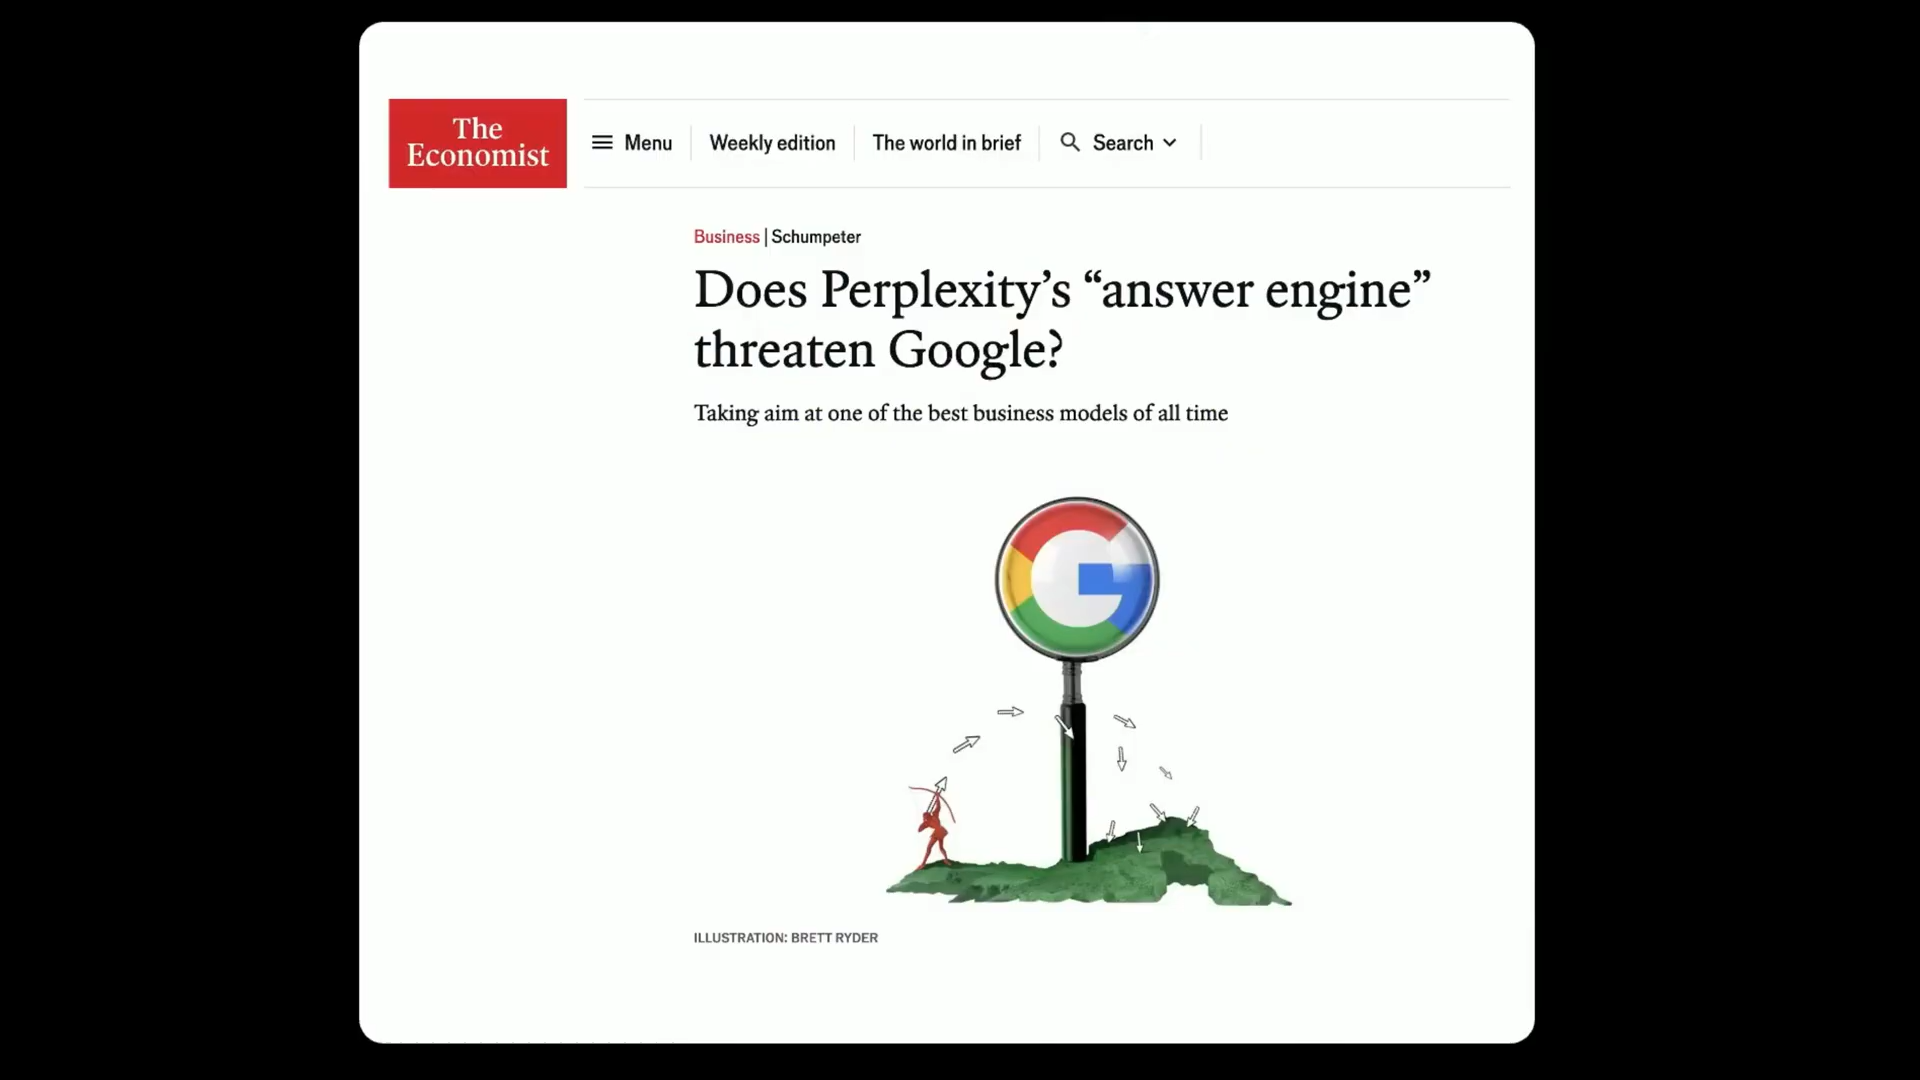 The
Economist
Menu
Weekly edition
The world in brief
Search
Business | Schumpeter
Does Perplexity’s “answer engine”
threaten Google?
Taking aim at one of the best business models of all time
G
ILLUSTRATION: BRETT RYDER